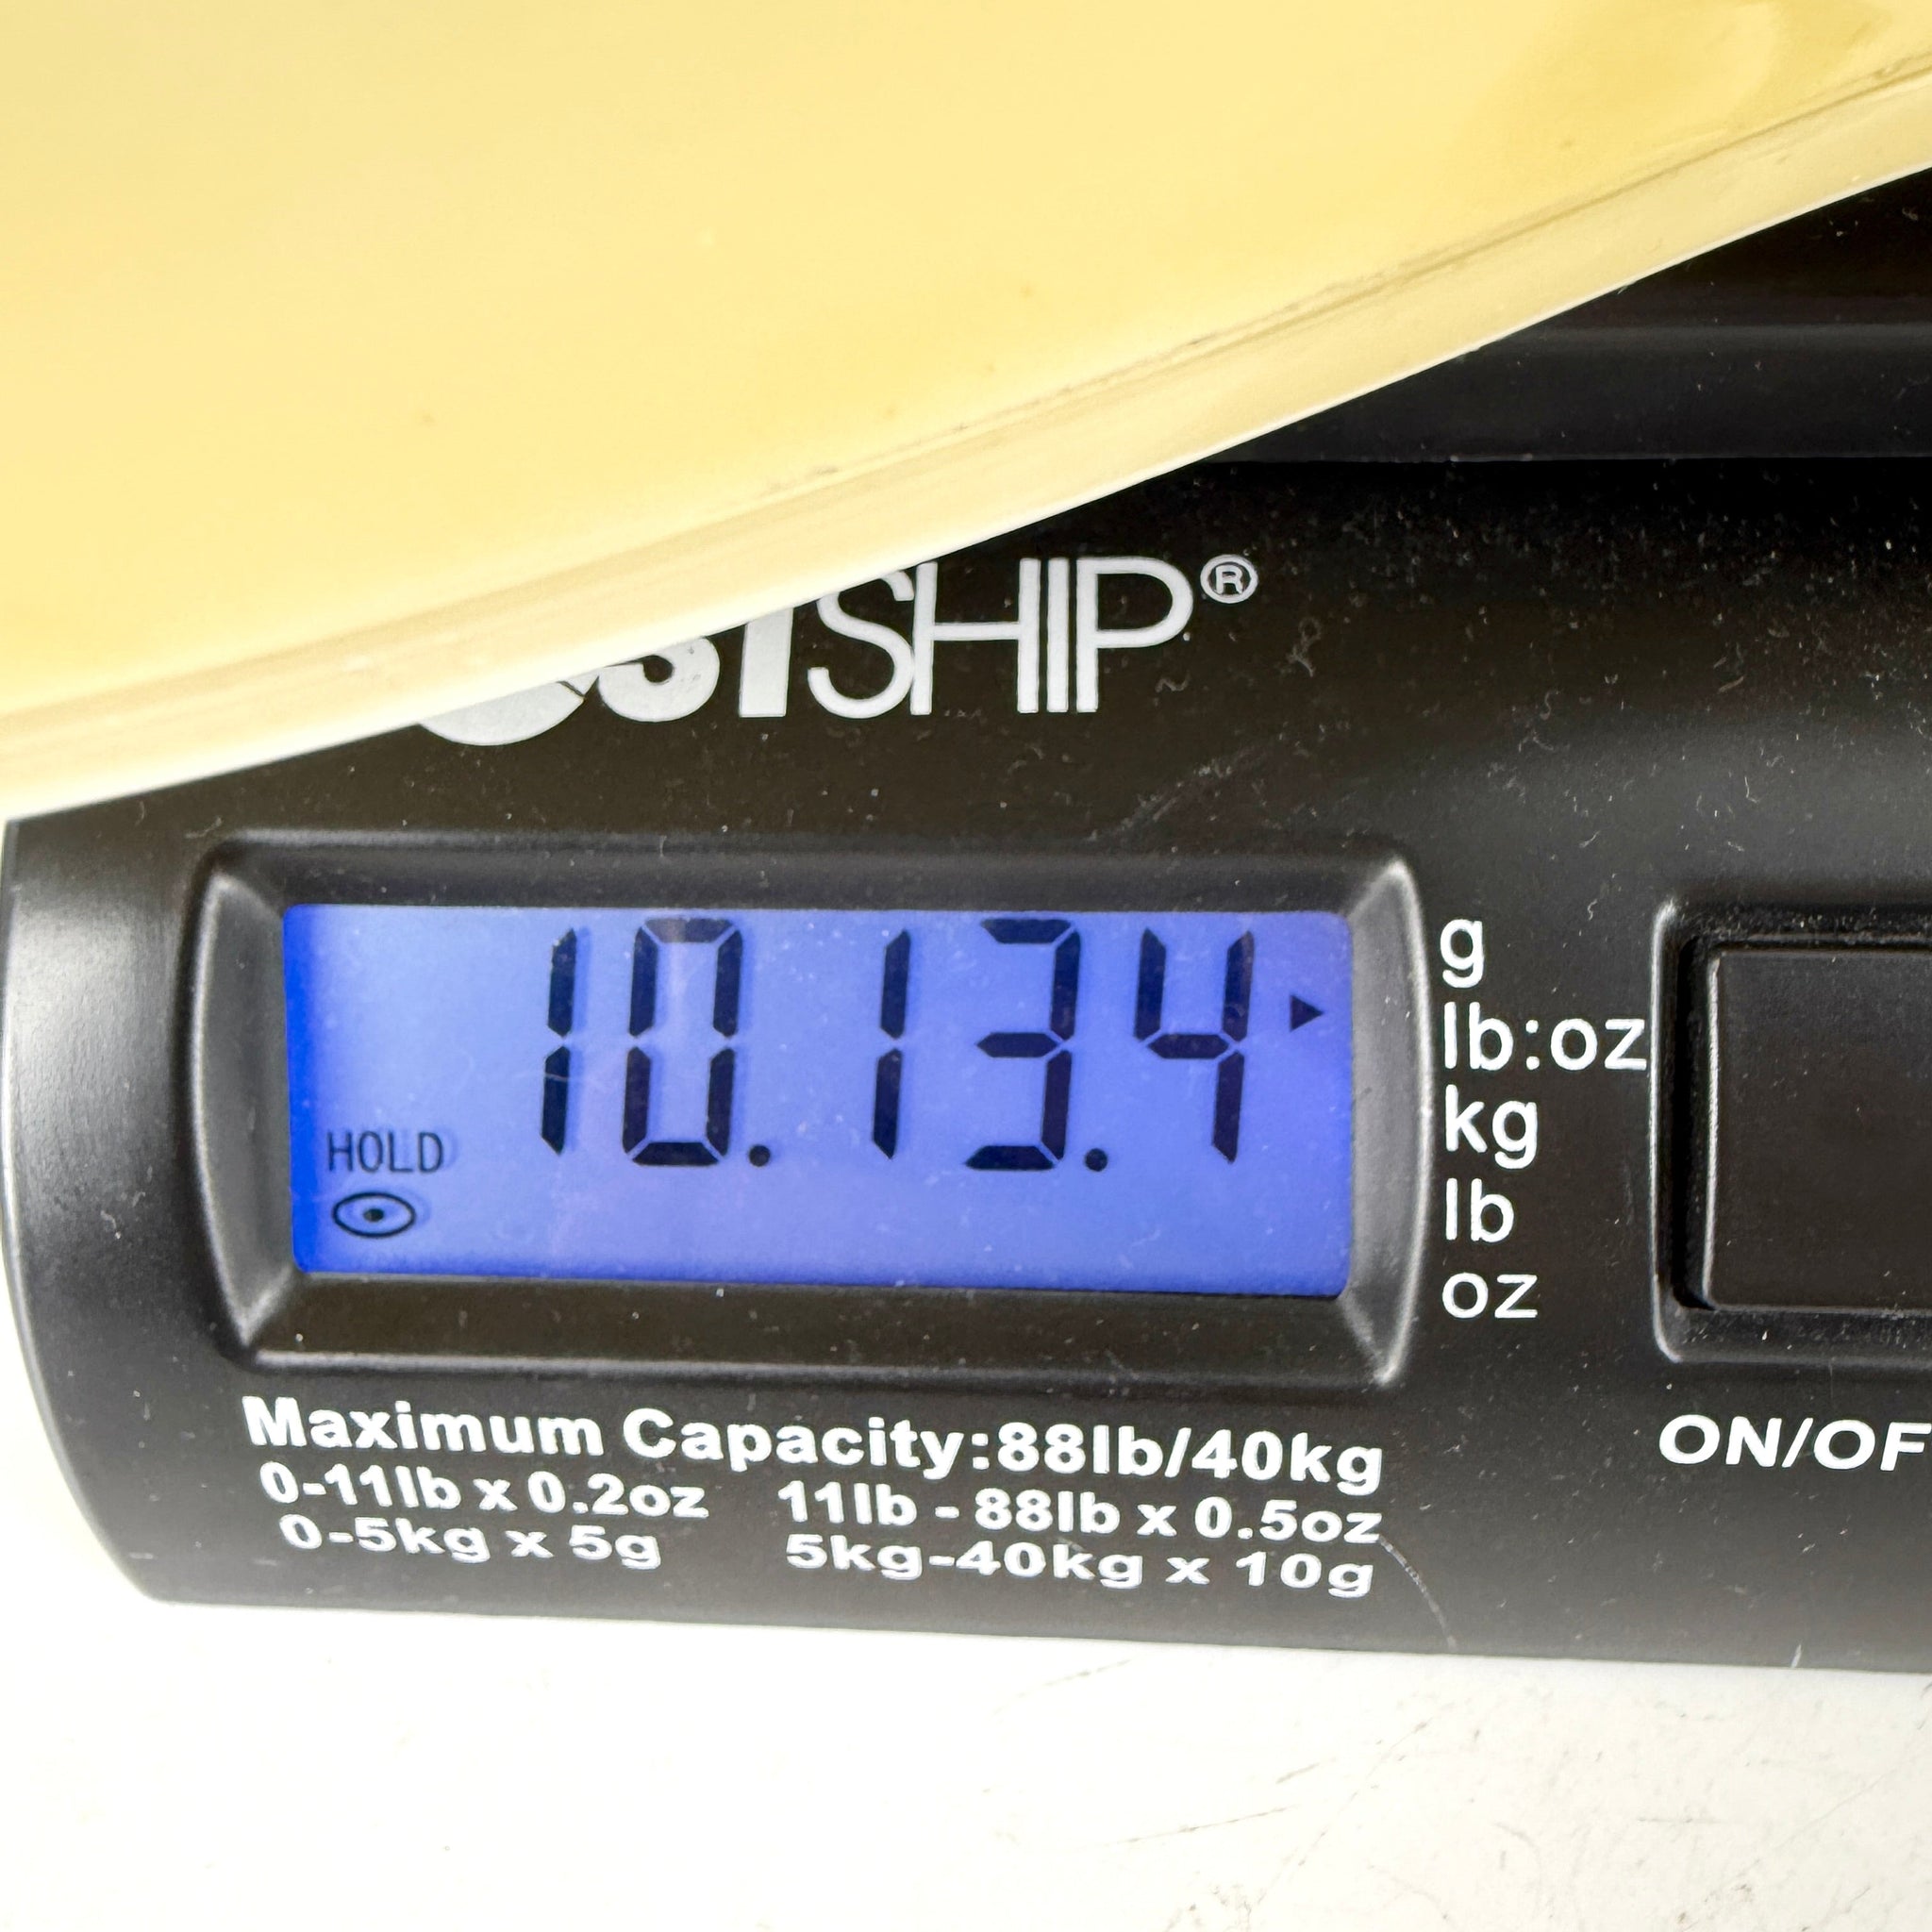 SHIP®
10.13.4
HOLD
g
lb:oz
kg
lb
oz
Maximum Capacity:88lb/40kg
0-11lb x 0.2oz 11lb - 88lb x 0.5oz
0-5kg x 5g 5kg-40kg x 10g
ON/OF